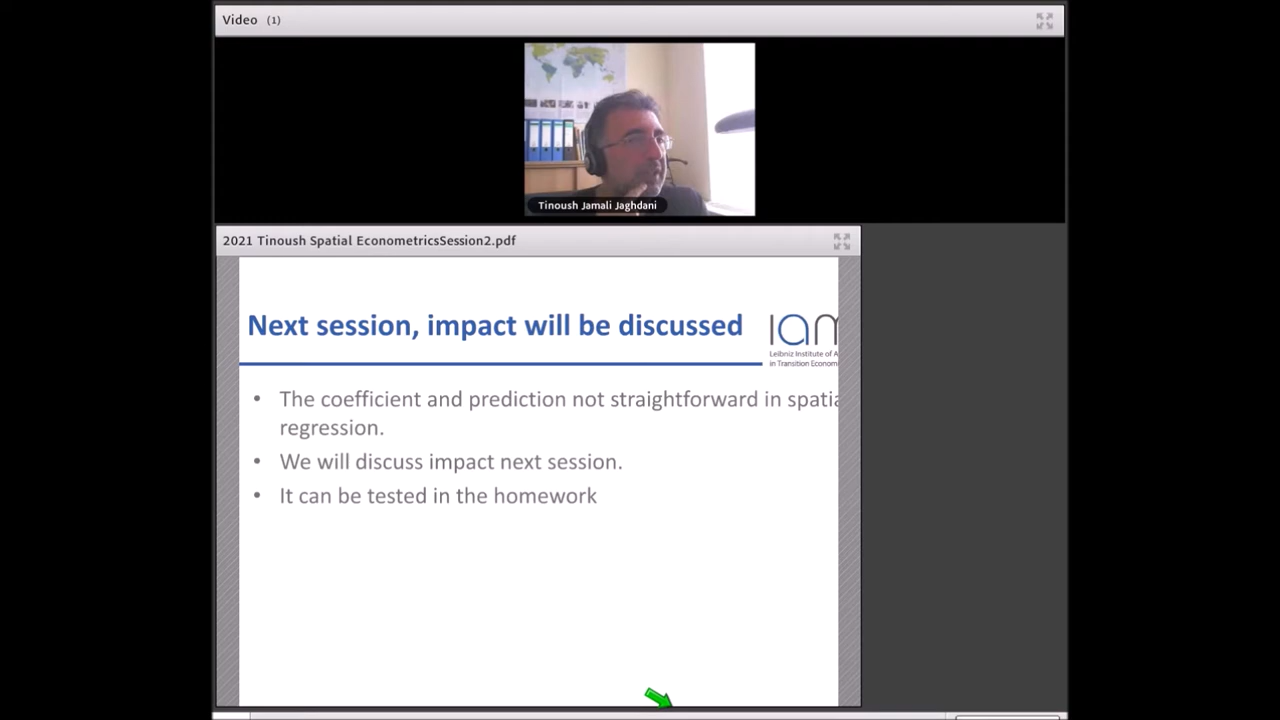 Video (1)
Tinoush Jamali Jaghdani
2021 Tinoush Spatial EconometricsSession2.pdf
Next session, impact will be discussed
IAM
Leibniz Institute of A
in Transition Econom
• The coefficient and prediction not straightforward in spatia
regression.
• We will discuss impact next session.
• It can be tested in the homework